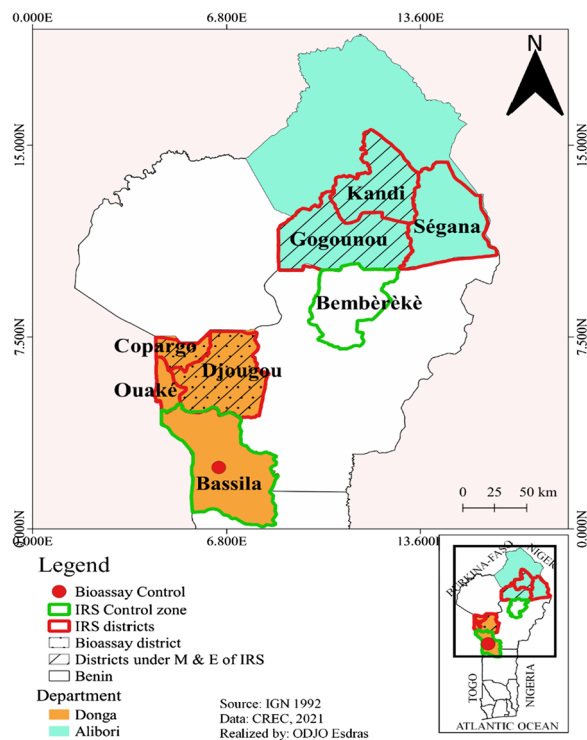 0.000E 6.800E 13.600E
N
15.000N 15.000N
Kandi
Ségana
Gogounou
Bembèrèkè
7.500N 7.500N
Copargo
Djougou
Ouaké
Bassila
0 25 50 km
0.000N 0.000N
0.000E 6.800E 13.600E
Legend
Bioassay Control
IRS Control zone
IRS districts
Bioassay district
Districts under M & E of IRS
Benin
Department
Donga
Alibori
Source: IGN 1992
Data: CREC, 2021
Realized by: ODJO Esdras
BURKINA-FASO
NIGER
TOGO
NIGERIA
ATLANTIC OCEAN